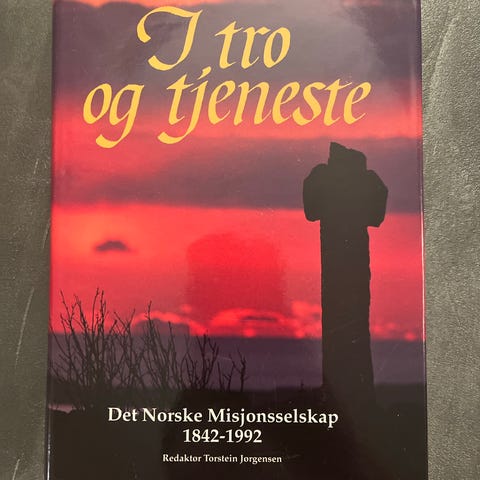 I tro
og tjeneste
Det Norske Misjonsselskap
1842-1992
Redaktør Torstein Jørgensen